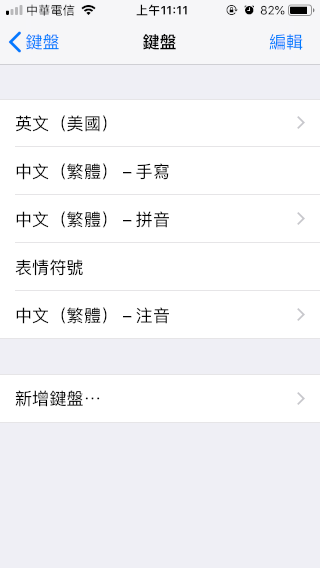 中華電信 上午11:11 82%
鍵盤 鍵盤 編輯
英文（美國）
中文（繁體）－手寫
中文（繁體）－拼音
表情符號
中文（繁體）－注音
新增鍵盤⋯